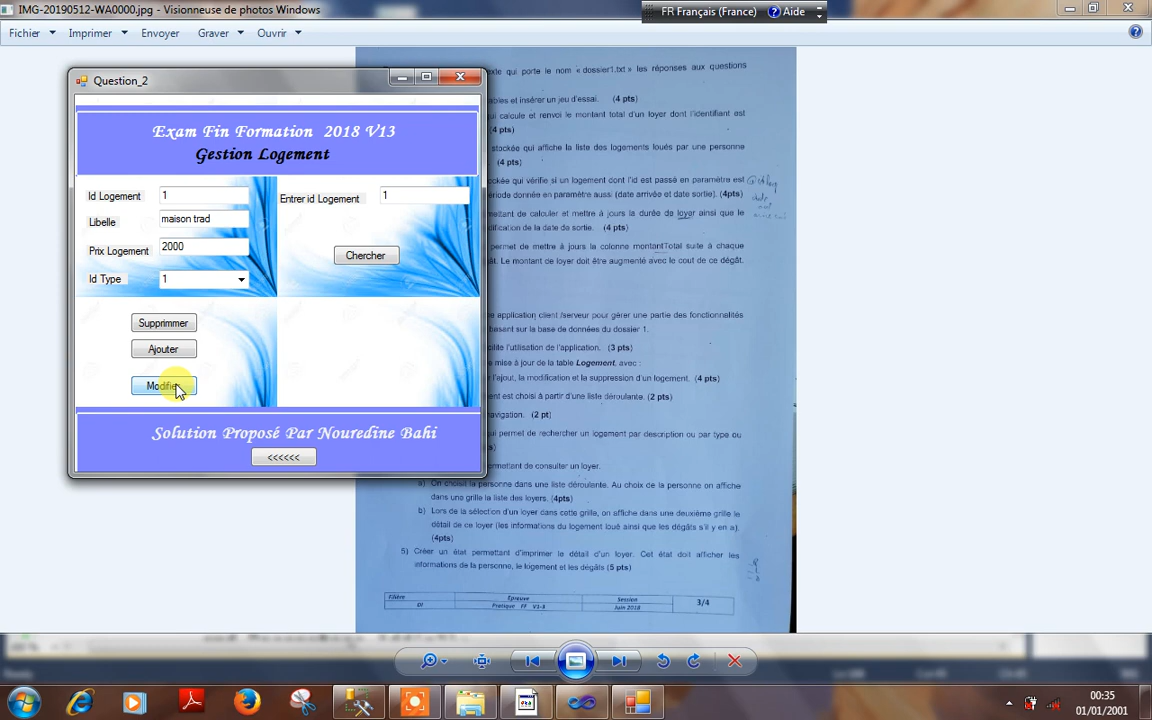 IMG-20190512-WA0000.jpg - Visionneuse de photos Windows
FR Français (France)
Aide
Fichier
Imprimer
Envoyer
Graver
Ouvrir
Question_2
Exam Fin Formation 2018 V13
Gestion Logement
Id Logement
1
Entrer id Logement
1
Libelle
maison trad
Prix Logement
2000
Chercher
Id Type
1
Supprimmer
Ajouter
Modifier
Solution Proposé Par Nouredine Bahi
<<<<<<
qui porte le nom « dossier1.txt » les réponses aux questions
et insérer un jeu d'essai. (4 pts)
calcule et renvoi le montant total d'un loyer dont l'identifiant est
(4 pts)
stockée qui affiche la liste des logements loués par une personne
(4 pts)
qui vérifie si un logement dont l'id est passé en paramètre est
donnée en paramètre aussi (date arrivée et date sortie). (4pts)
de calculer et mettre à jours la durée de loyer ainsi que le
de la date de sortie. (4 pts)
permet de mettre à jours la colonne montantTotal suite à chaque
Le montant de loyer doit être augmenté avec le cout de ce dégât.
application client /serveur pour gérer une partie des fonctionnalités
sur la base de données du dossier 1.
l'utilisation de l'application. (3 pts)
mise à jour de la table Logement, avec :
l'ajout, la modification et la suppression d'un logement. (4 pts)
est choisi à partir d'une liste déroulante. (2 pts)
navigation. (2 pt)
qui permet de rechercher un logement par description ou par type ou
de consulter un loyer.
a) On choisit la personne dans une liste déroulante. Au choix de la personne on affiche
dans une grille la liste des loyers. (4pts)
b) Lors de la sélection d'un loyer dans cette grille, on affiche dans une deuxième grille le
détail de ce loyer (les informations du logement loué ainsi que les dégâts s'il y en a).
(4pts)
5) Créer un état permettant d'imprimer le détail d'un loyer. Cet état doit afficher les
informations de la personne, le logement et les dégâts (5 pts)
Filière
Epreuve
Session
3/4
DI
Pratique FF V1-3
Juin 2018
00:35
01/01/2001